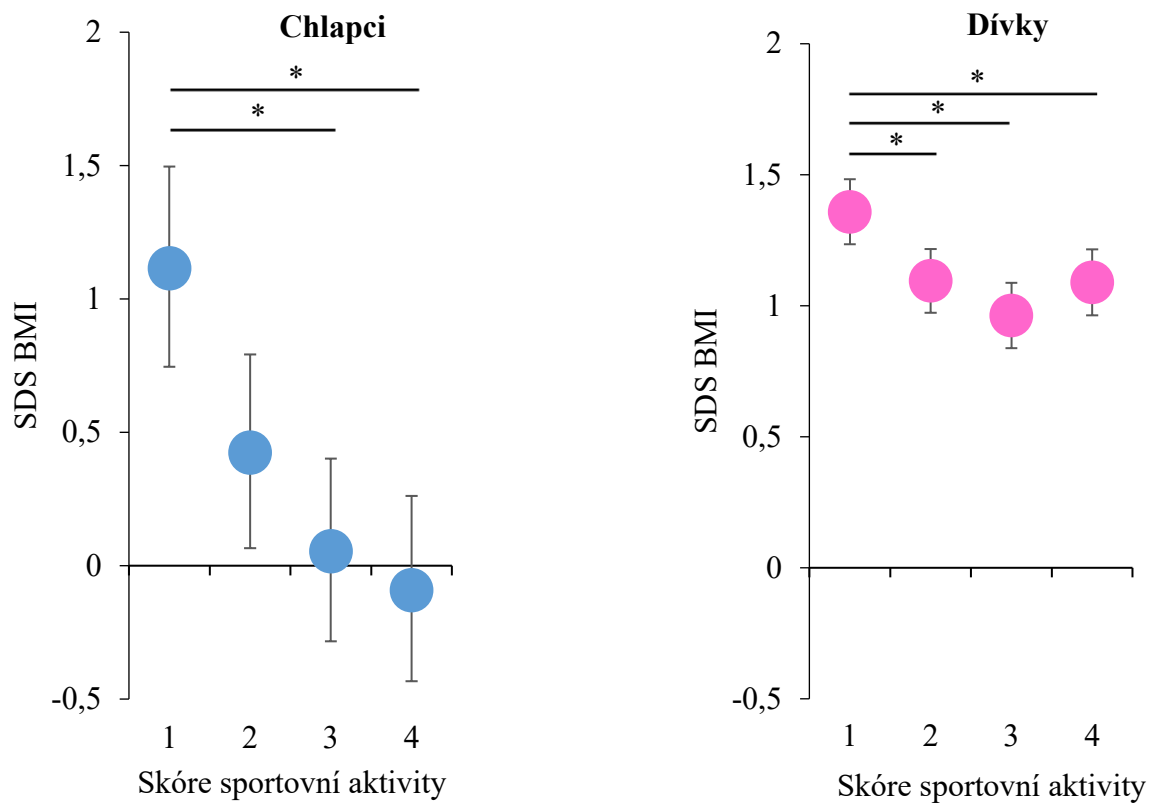 Chlapci
2
1,5
1
0,5
0
-0,5
*
*
SDS BMI
1 2 3 4
Skóre sportovní aktivity
Dívky
2
1,5
1
0,5
0
-0,5
*
*
*
SDS BMI
1 2 3 4
Skóre sportovní aktivity